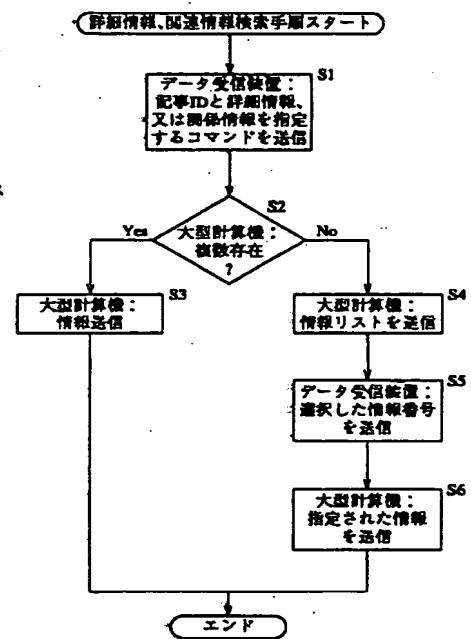 詳細情報、関連情報検索手順スタート
S1
データ受信装置：
記事IDと詳細情報、
又は関係情報を指定
するコマンドを送信
S2
大型計算機：
複数存在
?
Yes
No
S3
大型計算機：
情報送信
S4
大型計算機：
情報リストを送信
S5
データ受信装置：
選択した情報番号
を送信
S6
大型計算機：
指定された情報
を送信
エンド